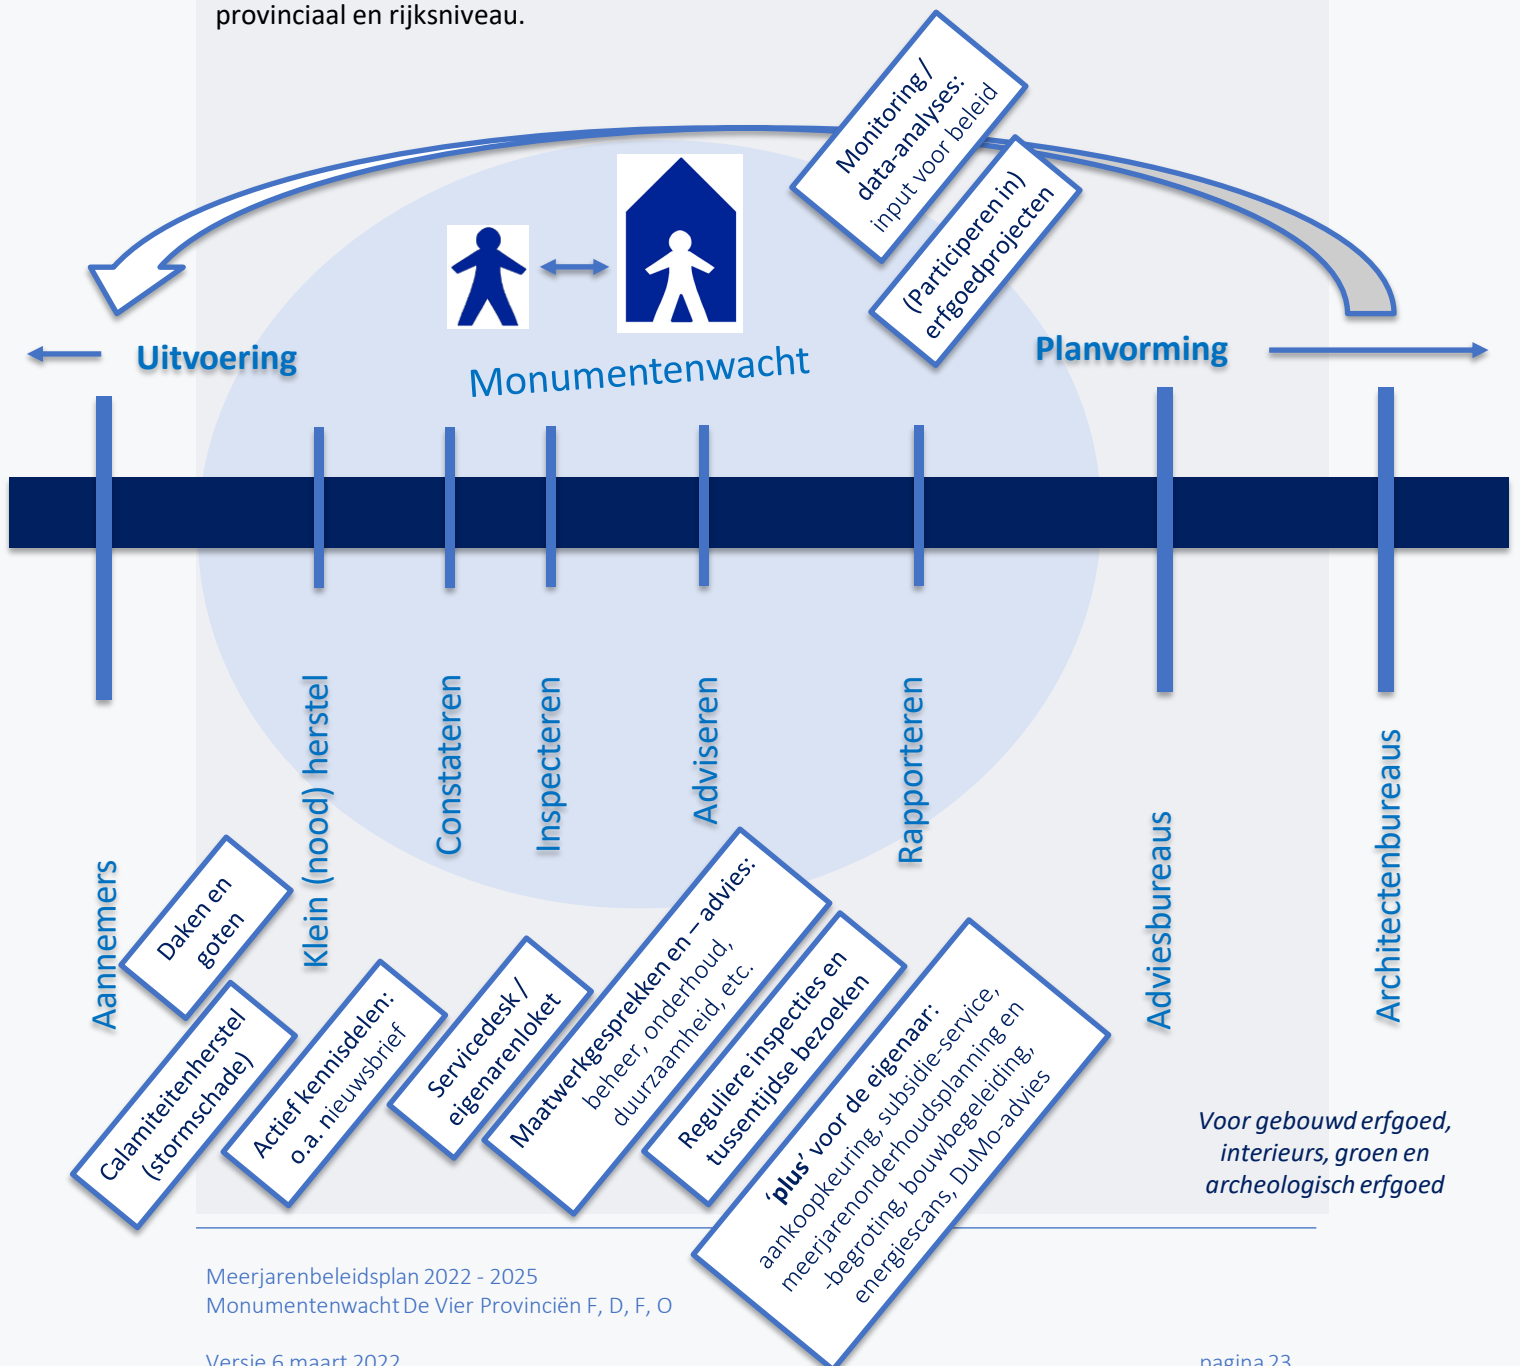 provinciaal en rijksniveau.
Monitoring /
data-analyses:
input voor beleid
(Participeren in)
erfgoedprojecten
Uitvoering
Monumentenwacht
Planvorming
Aannemers
Klein (nood) herstel
Constateren
Inspecteren
Adviseren
Rapporteren
Adviesbureaus
Architectenbureaus
Daken en
goten
Calamiteitenherstel
(stormschade)
Actief kennisdelen:
o.a. nieuwsbrief
Servicedesk /
eigenarenloket
Maatwerkgesprekken en – advies:
beheer, onderhoud,
duurzaamheid, etc.
Reguliere inspecties en
tussentijdse bezoeken
‘plus’ voor de eigenaar:
aankoopkeuring, subsidie-service,
meerjarenonderhoudsplanning en
-begroting, bouwbegeleiding,
energiescans, DuMo-advies
Voor gebouwd erfgoed,
interieurs, groen en
archeologisch erfgoed
Meerjarenbeleidsplan 2022 - 2025
Monumentenwacht De Vier Provinciën F, D, F, O
Versie 6 maart 2022
pagina 23